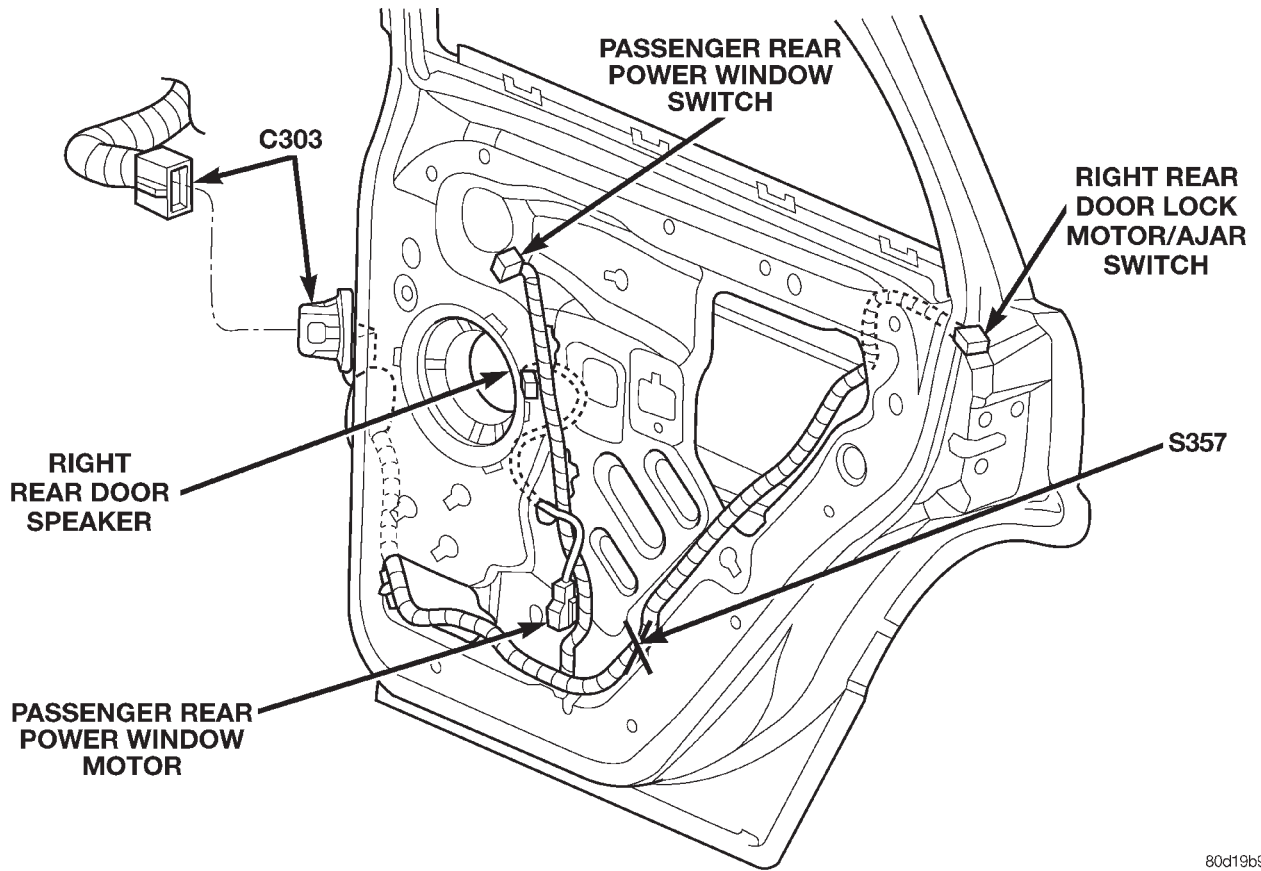 PASSENGER REAR
POWER WINDOW
SWITCH
C303
RIGHT REAR
DOOR LOCK
MOTOR/AJAR
SWITCH
S357
RIGHT
REAR DOOR
SPEAKER
PASSENGER REAR
POWER WINDOW
MOTOR
80d19b9